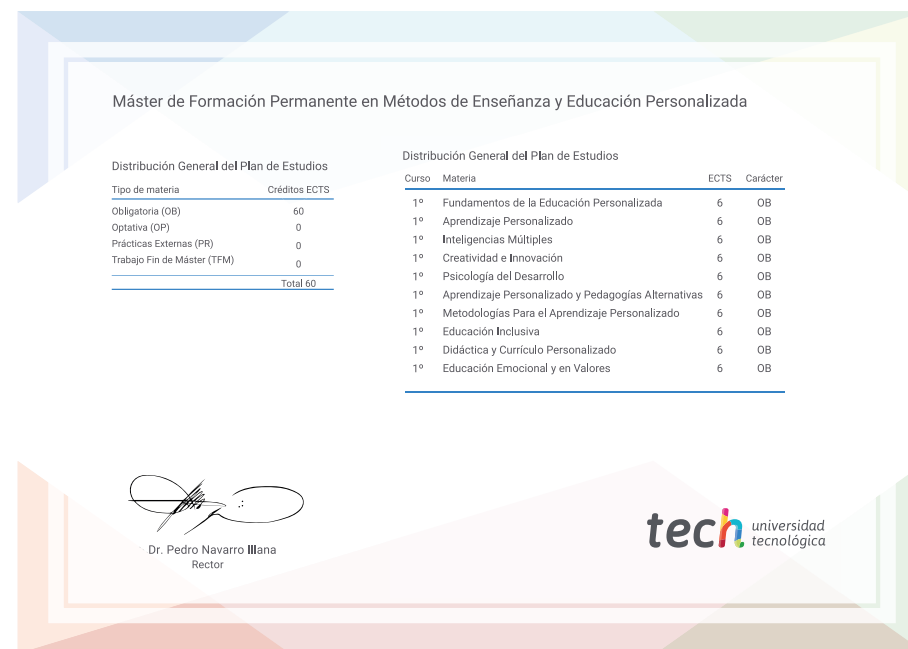 Máster de Formación Permanente en Métodos de Enseñanza y Educación Personalizada
Distribución General del Plan de Estudios
Tipo de materia Créditos ECTS
Obligatoria (OB) 60
Optativa (OP) 0
Prácticas Externas (PR) 0
Trabajo Fin de Máster (TFM) 0
Total 60
Distribución General del Plan de Estudios
Curso Materia ECTS Carácter
1º Fundamentos de la Educación Personalizada 6 OB
1º Aprendizaje Personalizado 6 OB
1º Inteligencias Múltiples 6 OB
1º Creatividad e Innovación 6 OB
1º Psicología del Desarrollo 6 OB
1º Aprendizaje Personalizado y Pedagogías Alternativas 6 OB
1º Metodologías Para el Aprendizaje Personalizado 6 OB
1º Educación Inclusiva 6 OB
1º Didáctica y Currículo Personalizado 6 OB
1º Educación Emocional y en Valores 6 OB
Dr. Pedro Navarro Illana
Rector
tech universidad
tecnológica